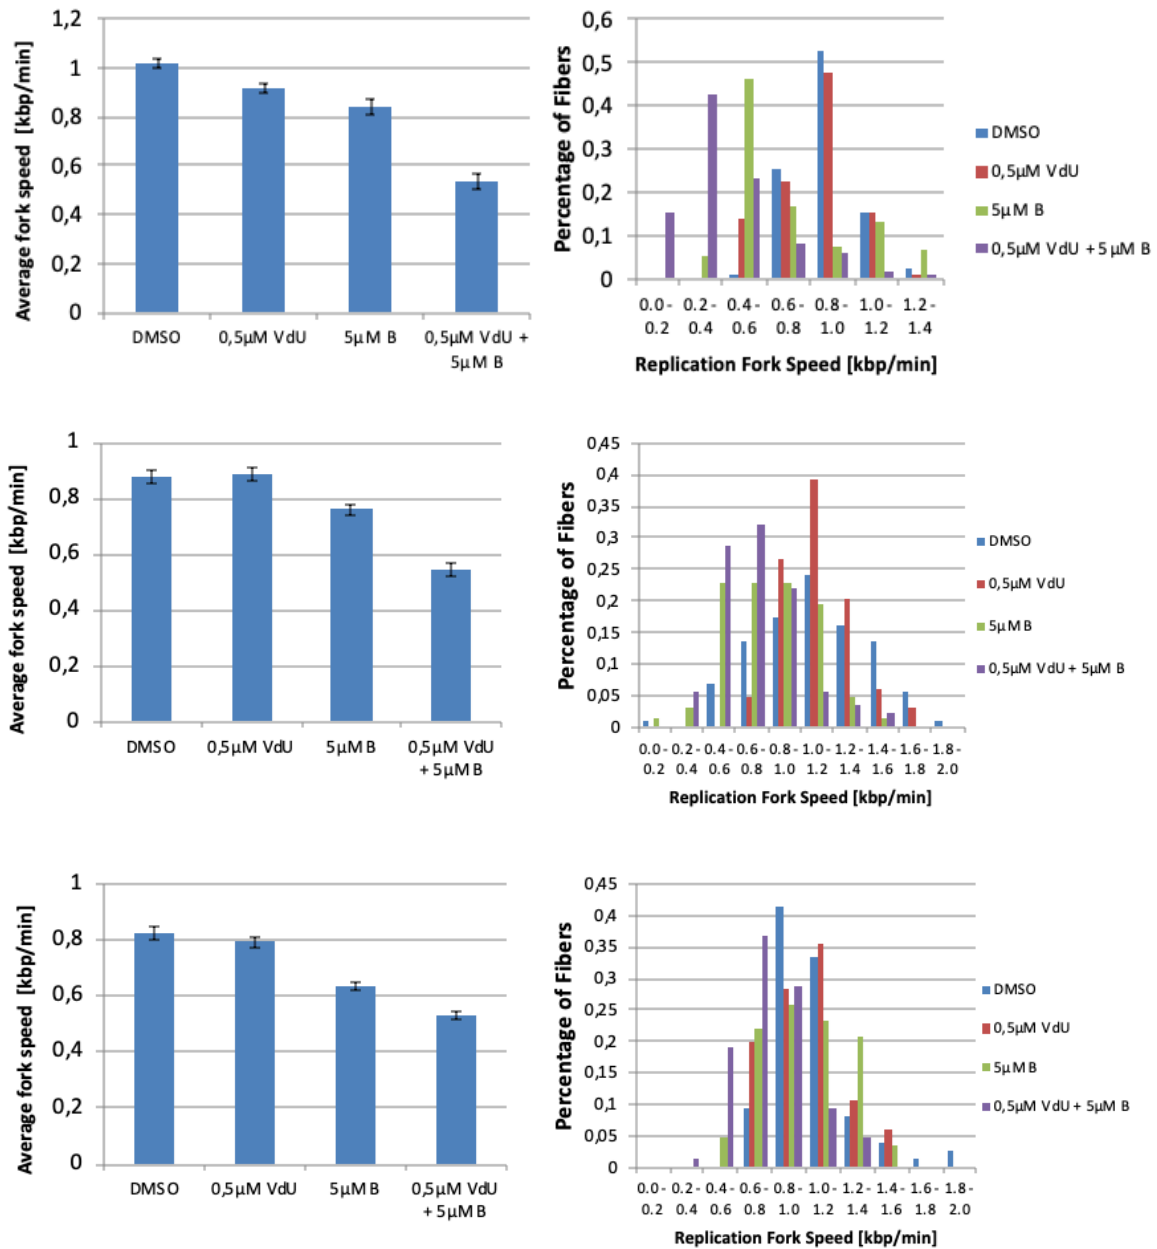 Average fork speed [kbp/min]
1,2
1
0,8
0,6
0,4
0,2
0
DMSO
0,5µM VdU
5µM B
0,5µM VdU +
5µM B
Percentage of Fibers
0,6
0,5
0,4
0,3
0,2
0,1
0
0.0 -
0.2
0.2 -
0.4
0.4 -
0.6
0.6 -
0.8
0.8 -
1.0
1.0 -
1.2
1.2 -
1.4
Replication Fork Speed [kbp/min]
DMSO
0,5µM VdU
5µM B
0,5µM VdU + 5µM B
Average fork speed [kbp/min]
1
0,8
0,6
0,4
0,2
0
DMSO
0,5µM VdU
5µM B
0,5µM VdU
+ 5µM B
Percentage of Fibers
0,45
0,4
0,35
0,3
0,25
0,2
0,15
0,1
0,05
0
0.0 -
0.2
0.2 -
0.4
0.4 -
0.6
0.6 -
0.8
0.8 -
1.0
1.0 -
1.2
1.2 -
1.4
1.4 -
1.6
1.6 -
1.8
1.8 -
2.0
Replication Fork Speed [kbp/min]
DMSO
0,5µM VdU
5µM B
0,5µM VdU + 5µM B
Average fork speed [kbp/min]
1
0,8
0,6
0,4
0,2
0
DMSO
0,5µM VdU
5µM B
0,5µM VdU
+ 5µM B
Percentage of Fibers
0,45
0,4
0,35
0,3
0,25
0,2
0,15
0,1
0,05
0
0.0 -
0.2
0.2 -
0.4
0.4 -
0.6
0.6 -
0.8
0.8 -
1.0
1.0 -
1.2
1.2 -
1.4
1.4 -
1.6
1.6 -
1.8
1.8 -
2.0
Replication Fork Speed [kbp/min]
DMSO
0,5µM VdU
5µM B
0,5µM VdU + 5µM B